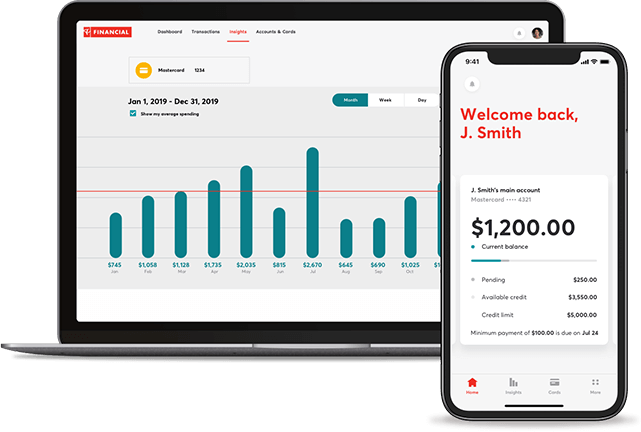 FINANCIAL
Dashboard Transactions Insights Accounts & Cards
Mastercard 1234
Jan 1, 2019 - Dec 31, 2019
Month Week Day
Show my average spending
$745 $1,058 $1,128 $1,735 $2,035 $815 $2,670 $645 $690 $1,025
Jan Feb Mar Apr May Jun Jul Aug Sep Oct
9:41
Welcome back,
J. Smith
J. Smith's main account
Mastercard ···· 4321
$1,200.00
Current balance
Pending $250.00
Available credit $3,550.00
Credit limit $5,000.00
Minimum payment of $100.00 is due on Jul 24
Home Insights Cards More